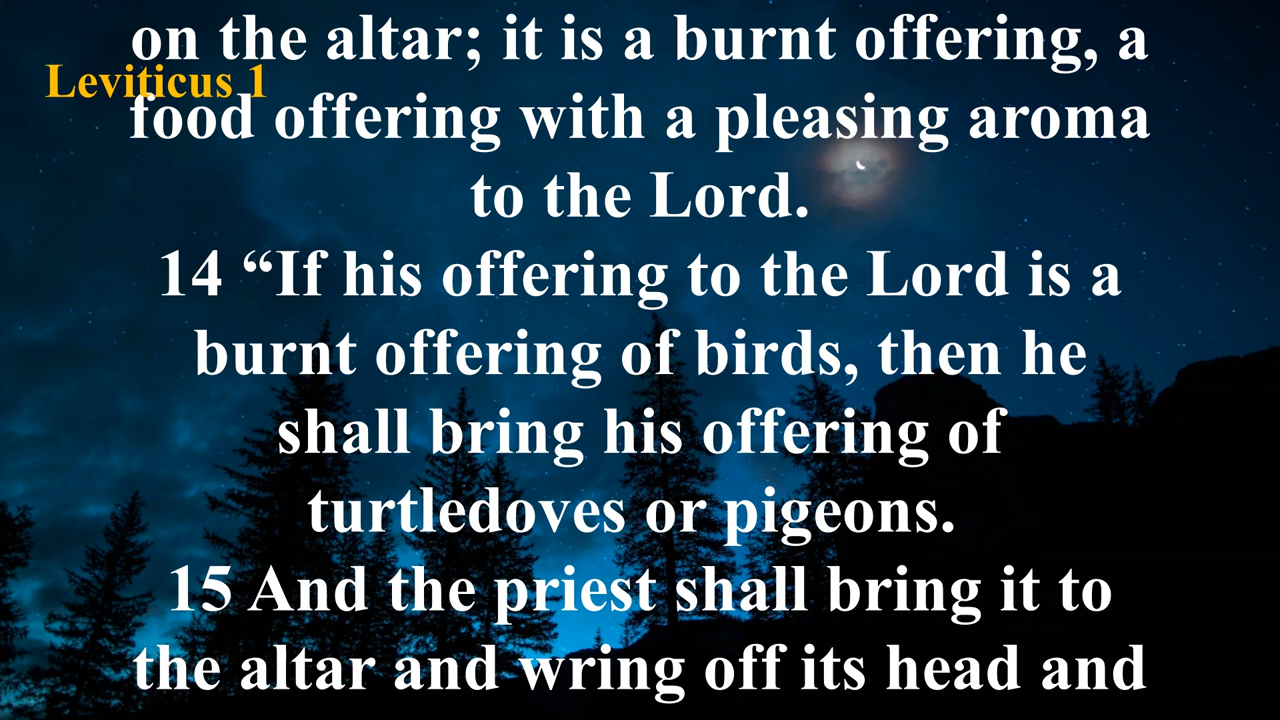 on the altar; it is a burnt offering, a
Leviticus 1
food offering with a pleasing aroma
to the Lord.
14 “If his offering to the Lord is a
burnt offering of birds, then he
shall bring his offering of
turtledoves or pigeons.
15 And the priest shall bring it to
the altar and wring off its head and